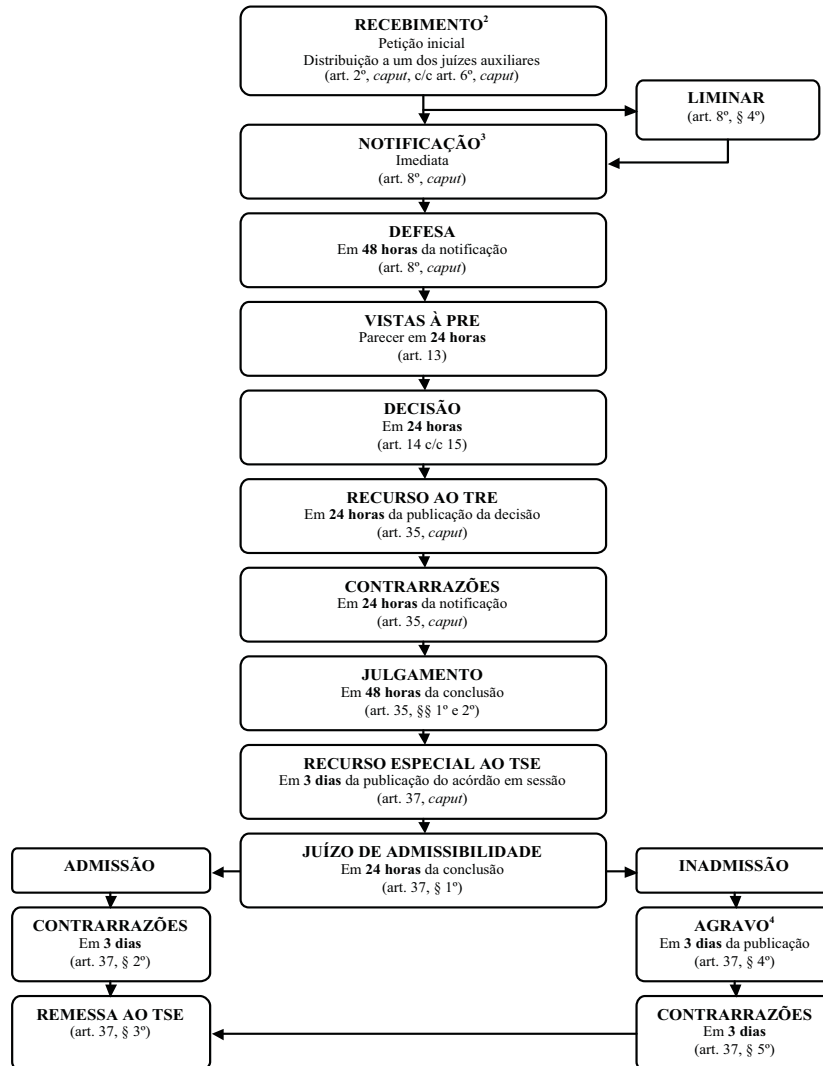 RECEBIMENTO²
Petição inicial
Distribuição a um dos juízes auxiliares
(art. 2º, caput, c/c art. 6º, caput)
LIMINAR
(art. 8º, § 4º)
NOTIFICAÇÃO³
Imediata
(art. 8º, caput)
DEFESA
Em 48 horas da notificação
(art. 8º, caput)
VISTAS À PRE
Parecer em 24 horas
(art. 13)
DECISÃO
Em 24 horas
(art. 14 c/c 15)
RECURSO AO TRE
Em 24 horas da publicação da decisão
(art. 35, caput)
CONTRARRAZÕES
Em 24 horas da notificação
(art. 35, caput)
JULGAMENTO
Em 48 horas da conclusão
(art. 35, §§ 1º e 2º)
RECURSO ESPECIAL AO TSE
Em 3 dias da publicação do acórdão em sessão
(art. 37, caput)
JUÍZO DE ADMISSIBILIDADE
Em 24 horas da conclusão
(art. 37, § 1º)
ADMISSÃO
CONTRARRAZÕES
Em 3 dias
(art. 37, § 2º)
REMESSA AO TSE
(art. 37, § 3º)
INADMISSÃO
AGRAVO⁴
Em 3 dias da publicação
(art. 37, § 4º)
CONTRARRAZÕES
Em 3 dias
(art. 37, § 5º)